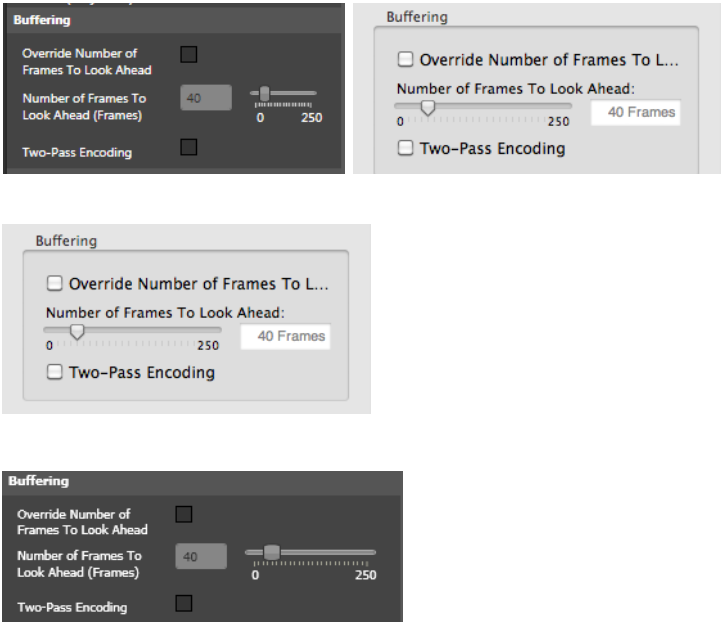 Buffering
Override Number of
Frames To Look Ahead
Number of Frames To
Look Ahead (Frames)
40
0 250
Two-Pass Encoding
Buffering
Override Number of Frames To L...
Number of Frames To Look Ahead:
0 250
40 Frames
Two-Pass Encoding
Buffering
Override Number of Frames To L...
Number of Frames To Look Ahead:
0 250
40 Frames
Two-Pass Encoding
Buffering
Override Number of
Frames To Look Ahead
Number of Frames To
Look Ahead (Frames)
40
0 250
Two-Pass Encoding